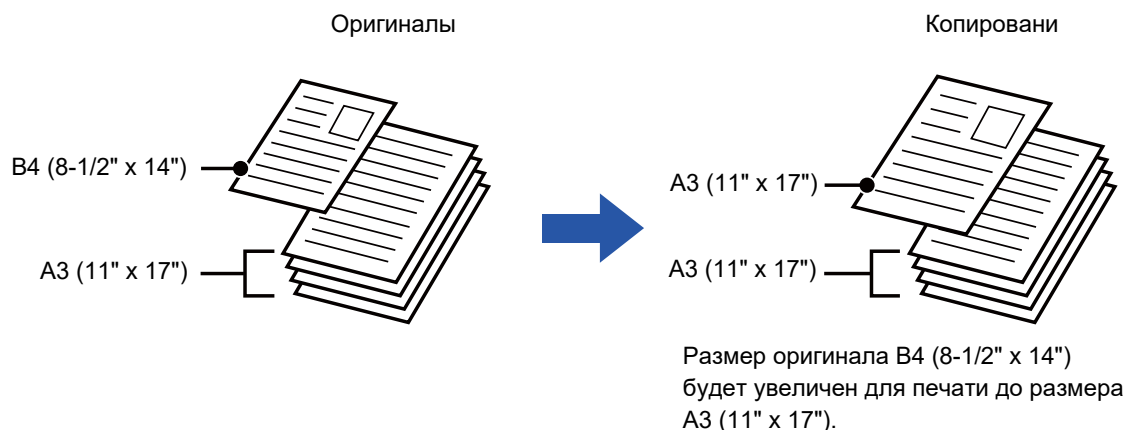 Оригиналы
B4 (8-1/2" x 14")
A3 (11" x 17")
Копировани
A3 (11" x 17")
A3 (11" x 17")
Размер оригинала B4 (8-1/2" x 14")
будет увеличен для печати до размера
A3 (11" x 17").